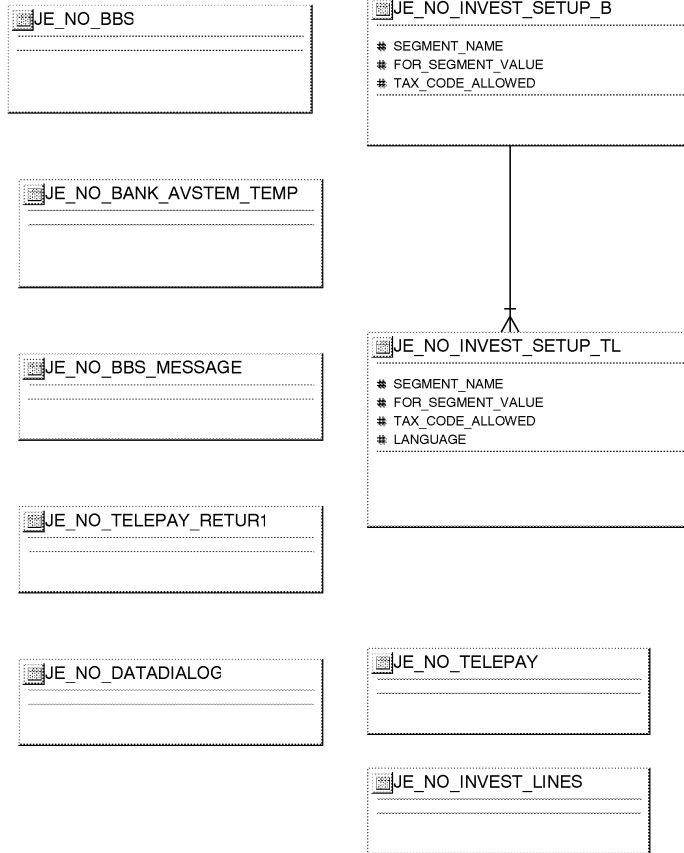 JE_NO_BBS
JE_NO_BANK_AVSTEM_TEMP
JE_NO_BBS_MESSAGE
JE_NO_TELEPAY_RETUR1
JE_NO_DATADIALOG
JE_NO_INVEST_SETUP_B
# SEGMENT_NAME
# FOR_SEGMENT_VALUE
# TAX_CODE_ALLOWED
JE_NO_INVEST_SETUP_TL
# SEGMENT_NAME
# FOR_SEGMENT_VALUE
# TAX_CODE_ALLOWED
# LANGUAGE
JE_NO_TELEPAY
JE_NO_INVEST_LINES